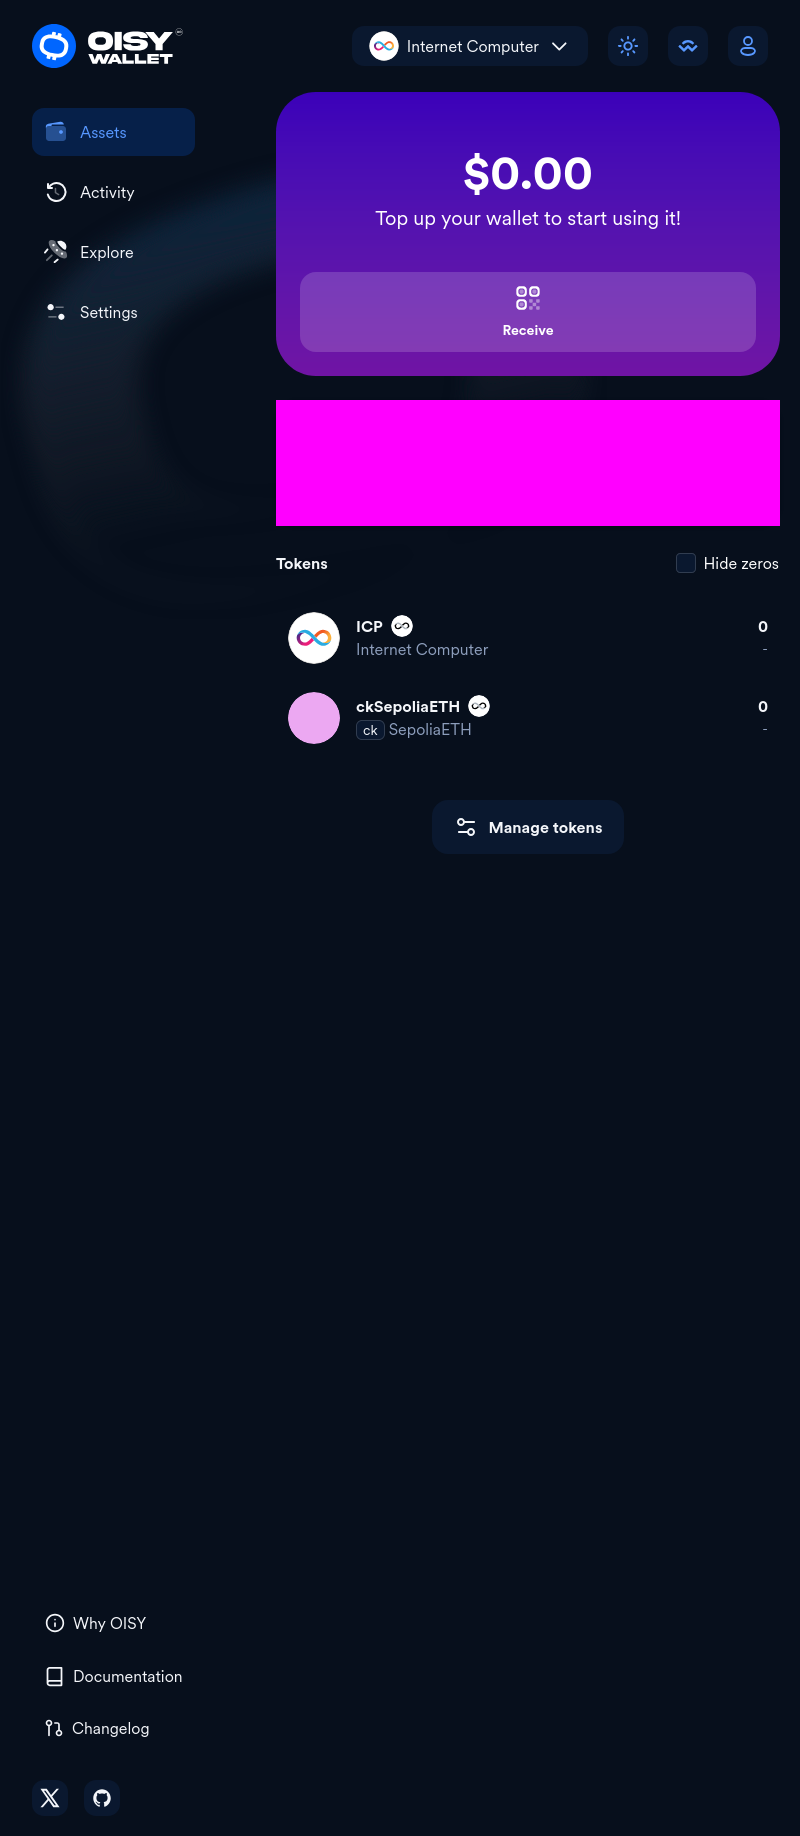 OISY
WALLET
Internet Computer
Assets
Activity
Explore
Settings
$0.00
Top up your wallet to start using it!
Receive
Tokens
Hide zeros
ICP
0
Internet Computer
-
ckSepoliaETH
0
ck SepoliaETH
-
Manage tokens
Why OISY
Documentation
Changelog